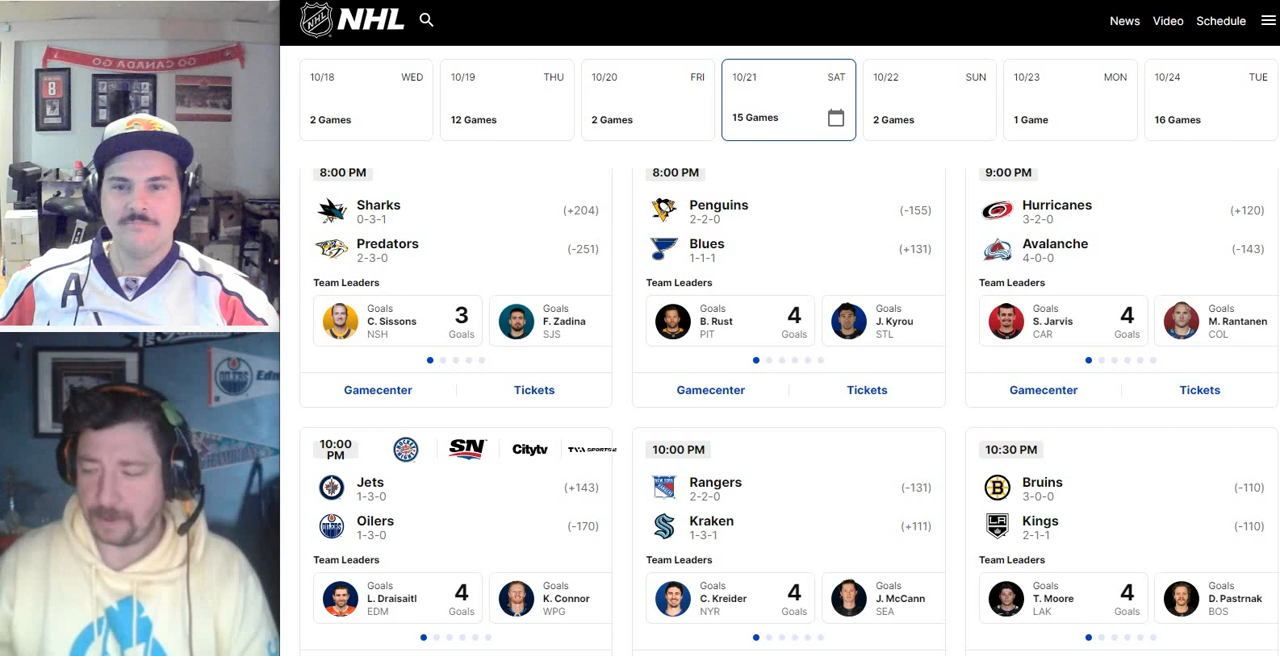 NHL NHL
News Video Schedule
10/18 WED
2 Games
10/19 THU
12 Games
10/20 FRI
2 Games
10/21 SAT
15 Games
10/22 SUN
2 Games
10/23 MON
1 Game
10/24 TUE
16 Games
GO CANADA GO
8
A
OILERS
8:00 PM
Sharks (+204)
0-3-1
Predators (-251)
2-3-0
Team Leaders
Goals
C. Sissons
NSH
3
Goals
Goals
F. Zadina
SJS
Gamecenter Tickets
8:00 PM
Penguins (-155)
2-2-0
Blues (+131)
1-1-1
Team Leaders
Goals
B. Rust
PIT
4
Goals
Goals
J. Kyrou
STL
Gamecenter Tickets
9:00 PM
Hurricanes (+120)
3-2-0
Avalanche (-143)
4-0-0
Team Leaders
Goals
S. Jarvis
CAR
4
Goals
Goals
M. Rantanen
COL
Gamecenter Tickets
10:00
PM
SN Citytv TVA SPORTS
Jets (+143)
1-3-0
Oilers (-170)
1-3-0
Team Leaders
Goals
L. Draisaitl
EDM
4
Goals
Goals
K. Connor
WPG
10:00 PM
Rangers (-131)
2-2-0
Kraken (+111)
1-3-1
Team Leaders
Goals
C. Kreider
NYR
4
Goals
Goals
J. McCann
SEA
10:30 PM
Bruins (-110)
3-0-0
Kings (-110)
2-1-1
Team Leaders
Goals
T. Moore
LAK
4
Goals
Goals
D. Pastrnak
BOS